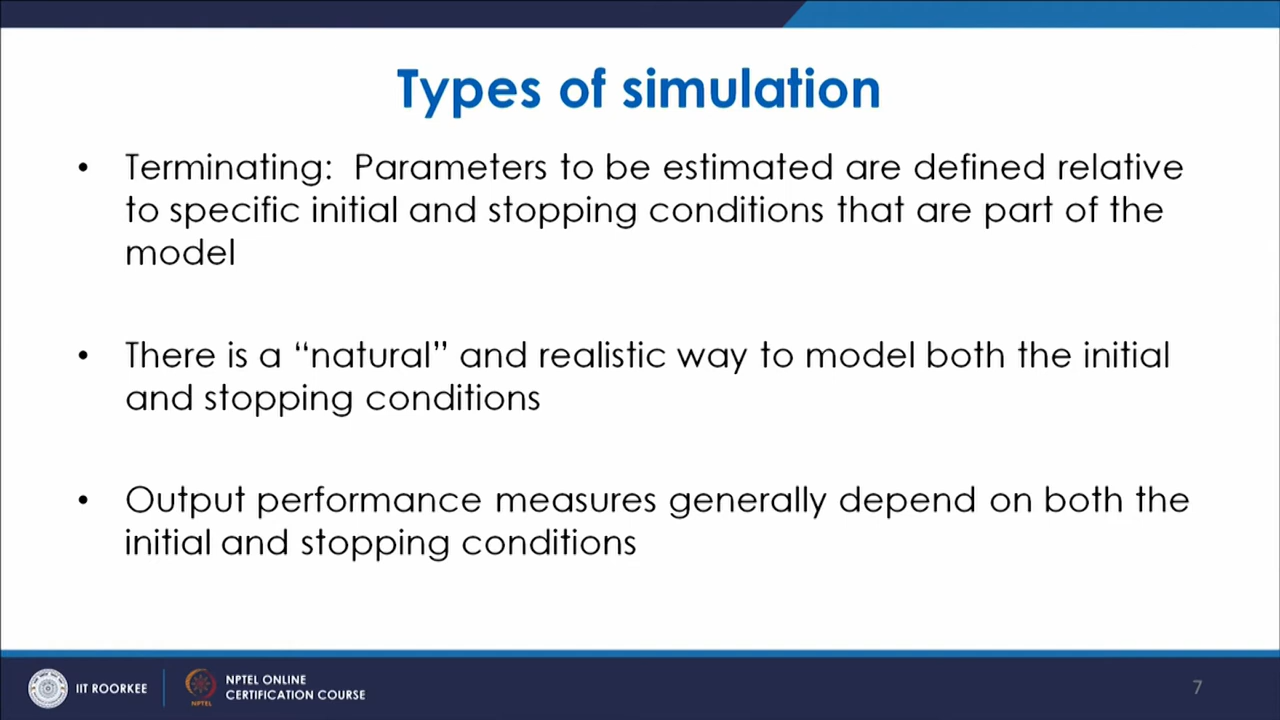 Types of simulation
• Terminating: Parameters to be estimated are defined relative
to specific initial and stopping conditions that are part of the
model
• There is a “natural” and realistic way to model both the initial
and stopping conditions
• Output performance measures generally depend on both the
initial and stopping conditions
IIT ROORKEE
NPTEL
NPTEL ONLINE
CERTIFICATION COURSE
7